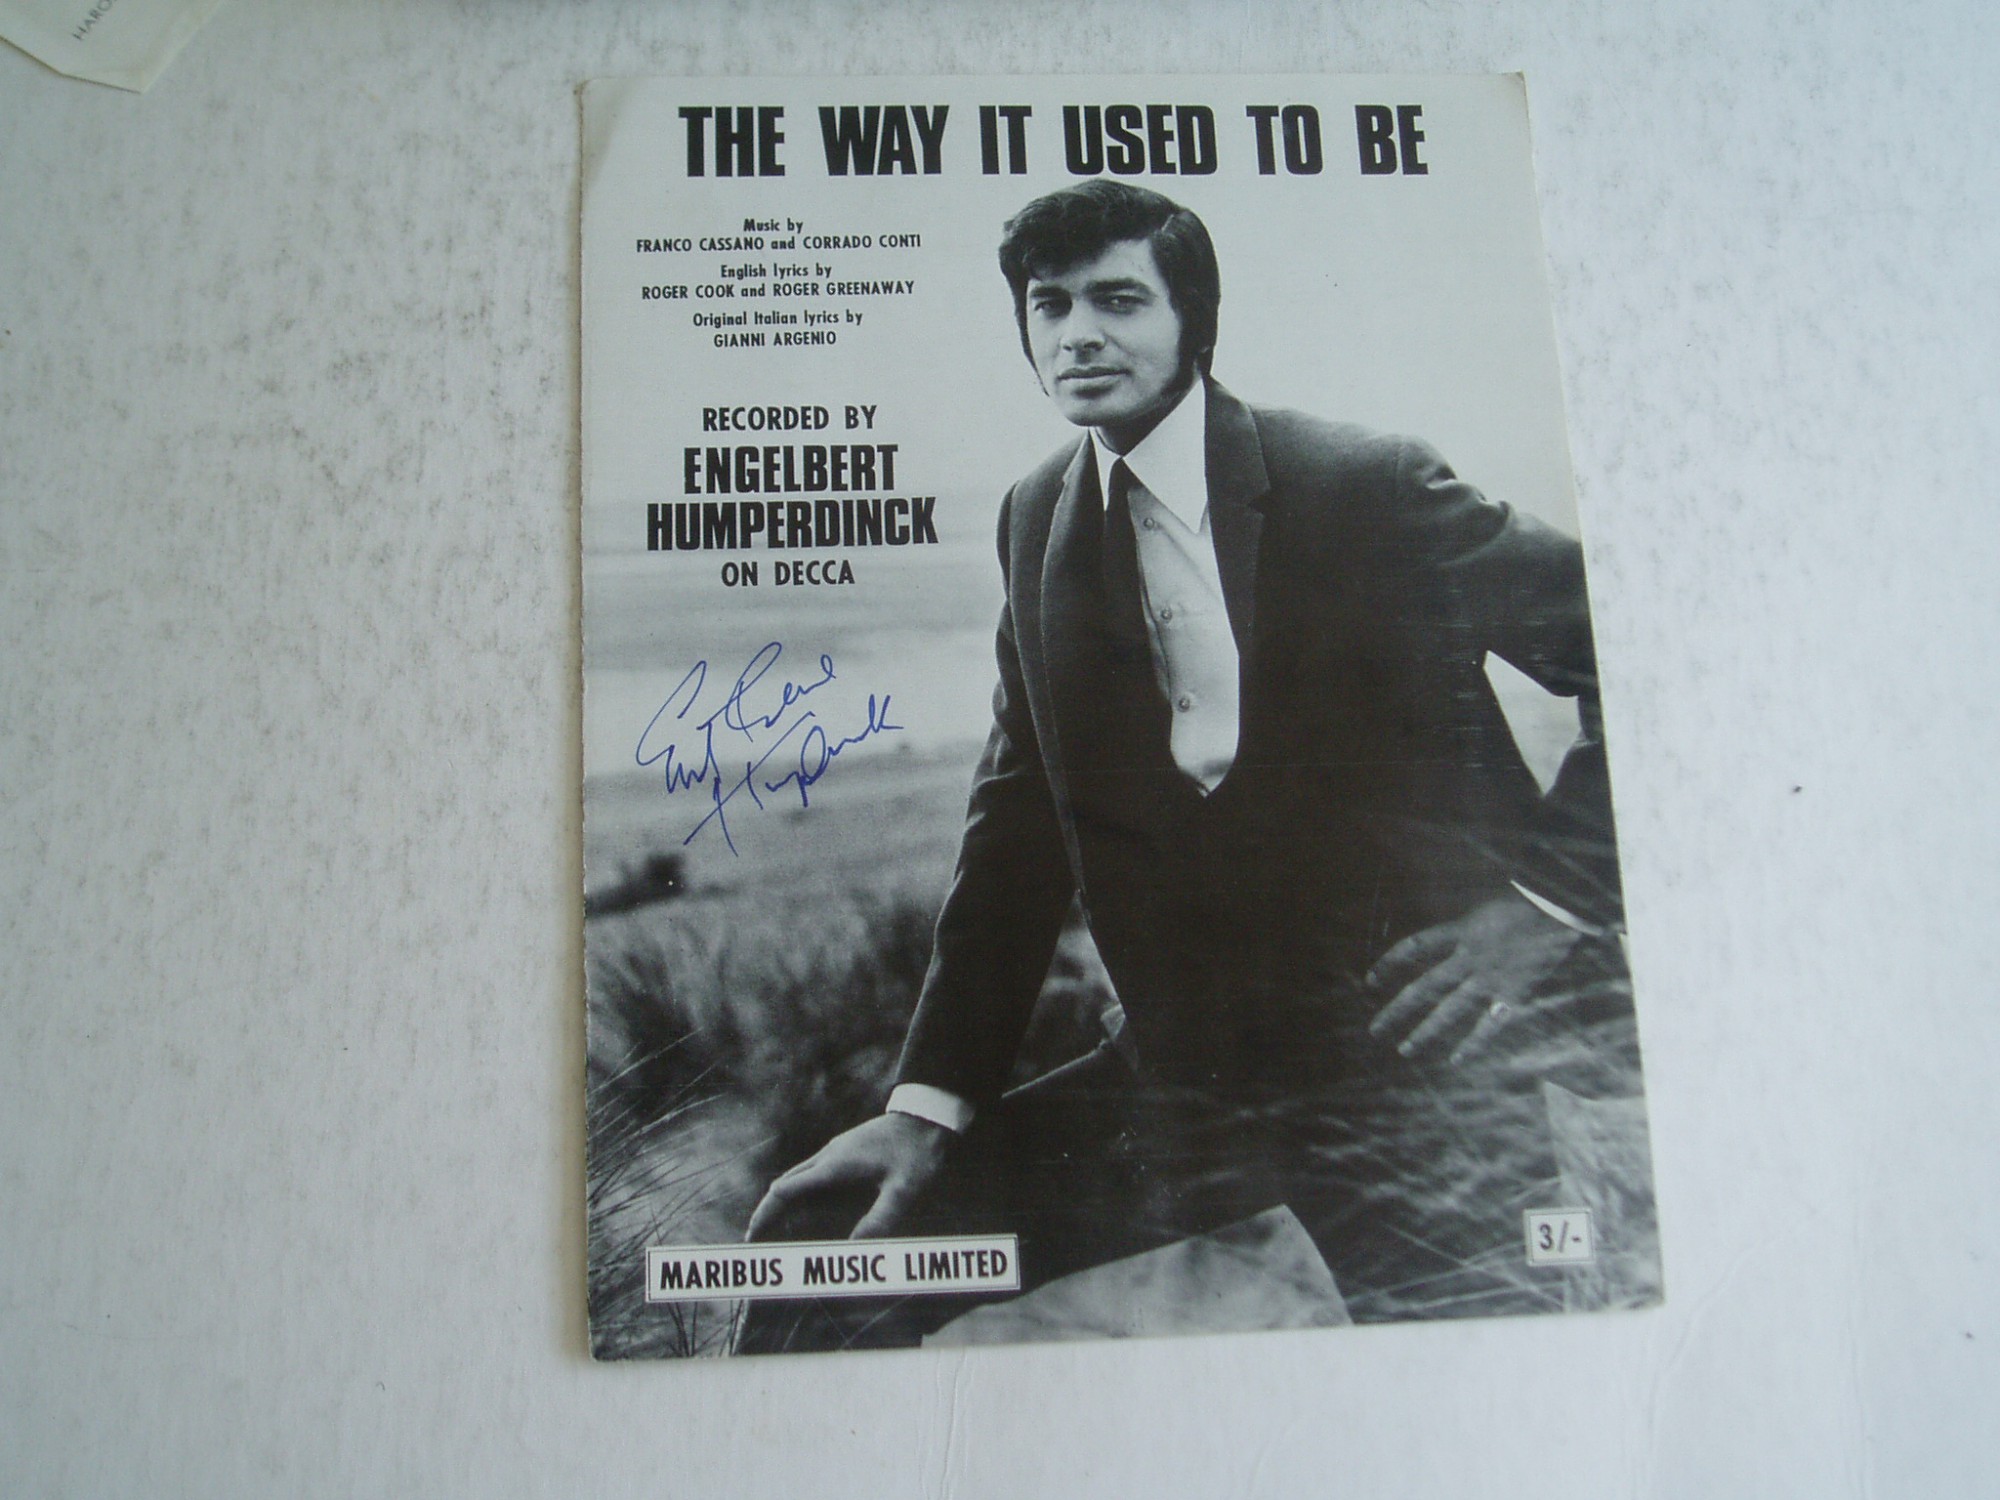 HARO
THE WAY IT USED TO BE
Music by
FRANCO CASSANO and CORRADO CONTI
English lyrics by
ROGER COOK and ROGER GREENAWAY
Original Italian lyrics by
GIANNI ARGENIO
RECORDED BY
ENGELBERT
HUMPERDINCK
ON DECCA
MARIBUS MUSIC LIMITED
3/-